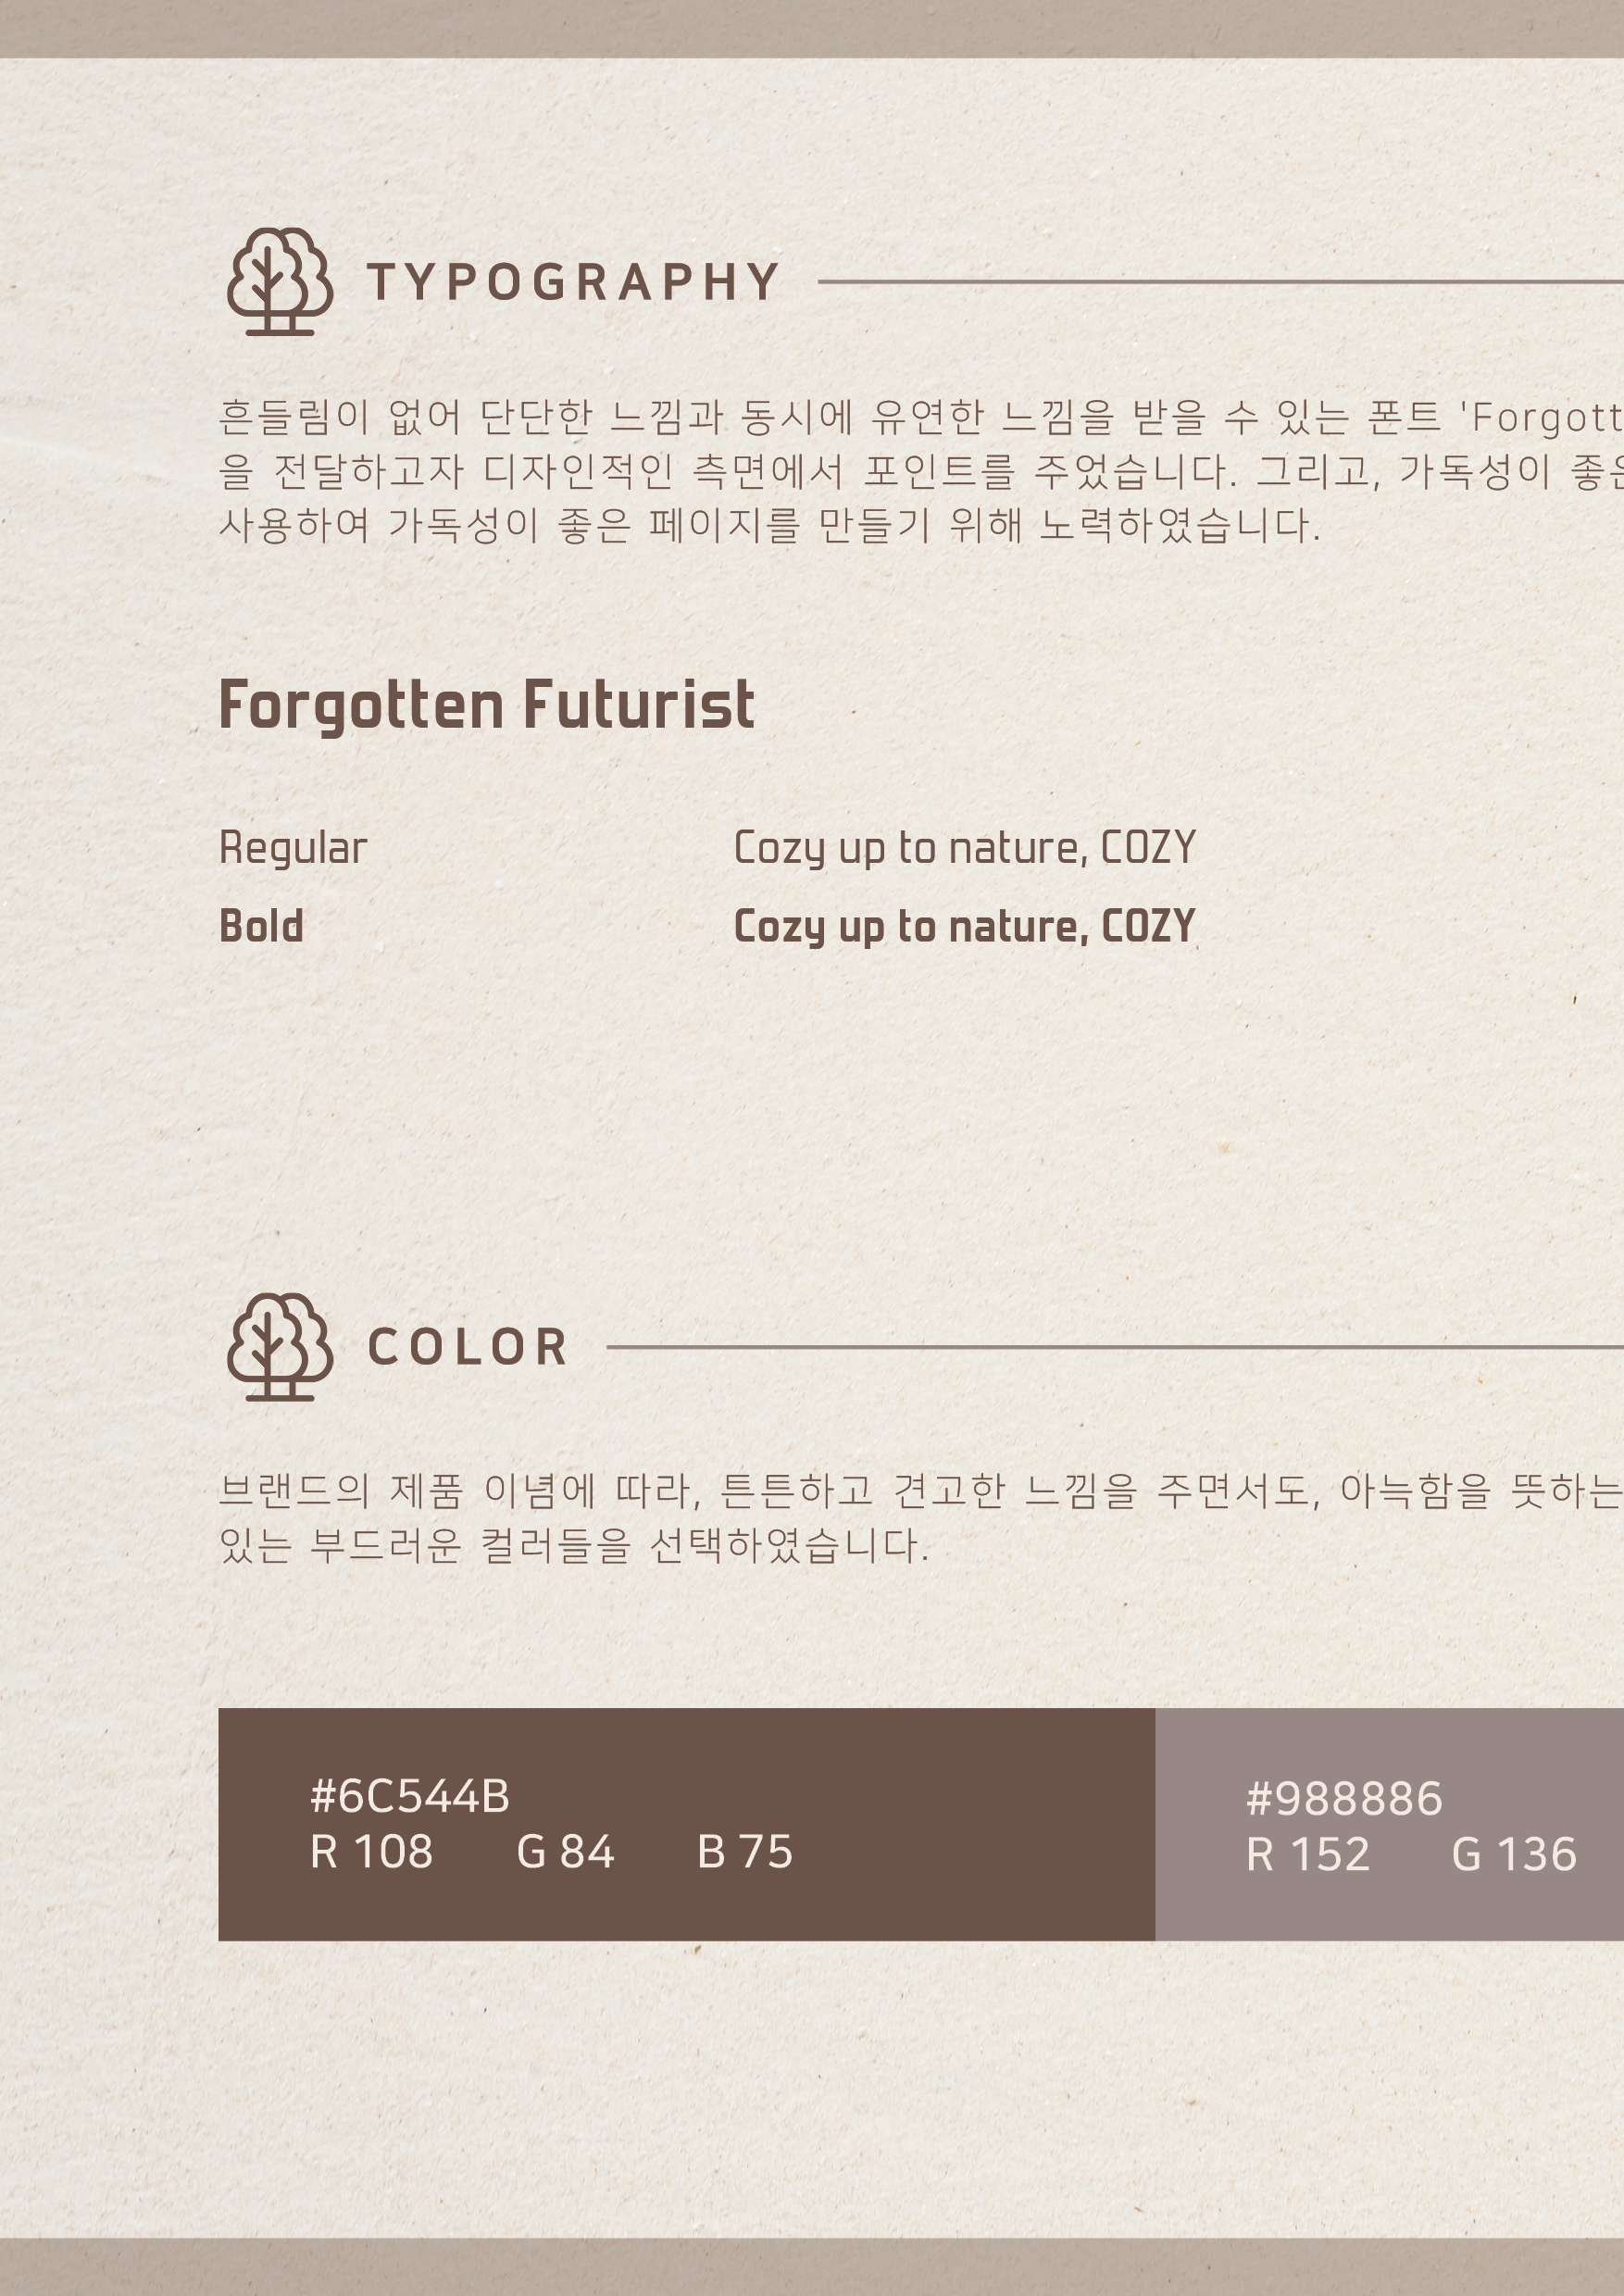 TYPOGRAPHY
흔들림이 없어 단단한 느낌과 동시에 유연한 느낌을 받을 수 있는 폰트 'Forgott
을 전달하고자 디자인적인 측면에서 포인트를 주었습니다. 그리고, 가독성이 좋은
사용하여 가독성이 좋은 페이지를 만들기 위해 노력하였습니다.
Forgotten Futurist
Regular Cozy up to nature, COZY
Bold Cozy up to nature, COZY
COLOR
브랜드의 제품 이념에 따라, 튼튼하고 견고한 느낌을 주면서도, 아늑함을 뜻하는
있는 부드러운 컬러들을 선택하였습니다.
#6C544B
R 108 G 84 B 75
#988886
R 152 G 136